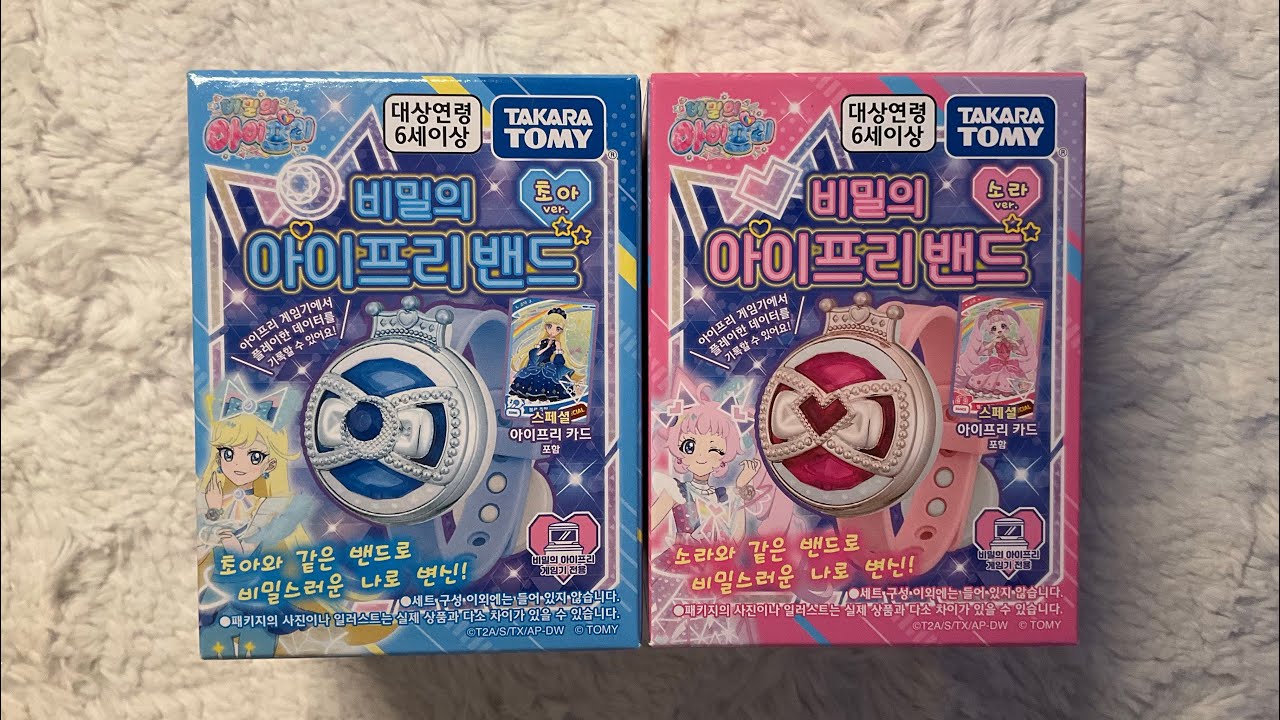 비밀의
아이프리
대상연령
6세이상
TAKARA
TOMY
®
비밀의
초아
ver.
아이프리 밴드
아이프리 게임기에서
플레이한 데이터를
기록할 수 있어요!
스페셜
아이프리 카드
포함
초아와 같은 밴드로
비밀스러운 나로 변신!
비밀의 아이프리
게임기 전용
●세트 구성 이외에는 들어 있지 않습니다.
●패키지의 사진이나 일러스트는 실제 상품과 다소 차이가 있을 수 있습니다.
©T2A/S/TX/AP-DW © TOMY
비밀의
아이프리
대상연령
6세이상
TAKARA
TOMY
®
비밀의
소라
ver.
아이프리 밴드
아이프리 게임기에서
플레이한 데이터를
기록할 수 있어요!
스페셜
아이프리 카드
포함
소라와 같은 밴드로
비밀스러운 나로 변신!
비밀의 아이프리
게임기 전용
●세트 구성 이외에는 들어 있지 않습니다.
●패키지의 사진이나 일러스트는 실제 상품과 다소 차이가 있을 수 있습니다.
©T2A/S/TX/AP-DW © TOMY